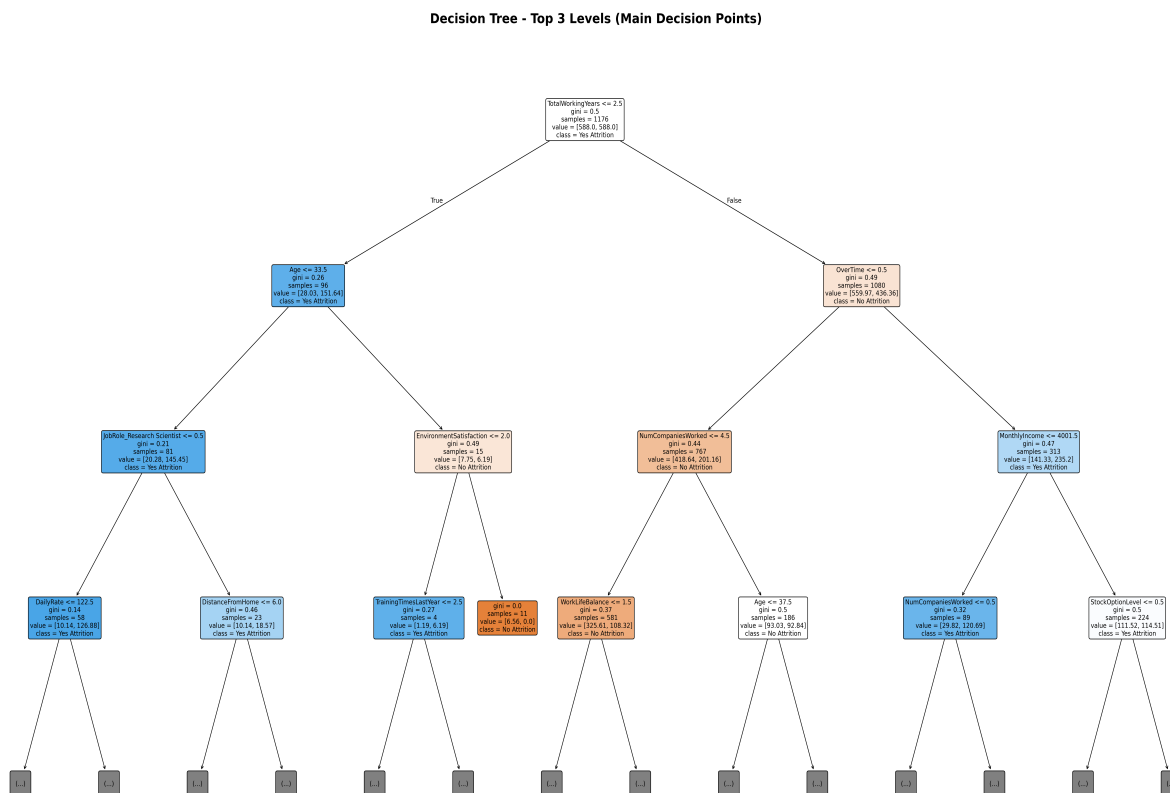 Decision Tree - Top 3 Levels (Main Decision Points)
TotalWorkingYears <= 2.5
gini = 0.5
samples = 1176
value = [588.0, 588.0]
class = Yes Attrition
True
False
Age <= 33.5
gini = 0.26
samples = 96
value = [28.03, 151.64]
class = Yes Attrition
OverTime <= 0.5
gini = 0.49
samples = 1080
value = [559.97, 436.36]
class = No Attrition
JobRole_Research Scientist <= 0.5
gini = 0.21
samples = 81
value = [20.28, 145.45]
class = Yes Attrition
EnvironmentSatisfaction <= 2.0
gini = 0.49
samples = 15
value = [7.75, 6.19]
class = No Attrition
NumCompaniesWorked <= 4.5
gini = 0.44
samples = 767
value = [418.64, 201.16]
class = No Attrition
MonthlyIncome <= 4001.5
gini = 0.47
samples = 313
value = [141.33, 235.2]
class = Yes Attrition
DailyRate <= 122.5
gini = 0.14
samples = 58
value = [10.14, 126.88]
class = Yes Attrition
DistanceFromHome <= 6.0
gini = 0.46
samples = 23
value = [10.14, 18.57]
class = Yes Attrition
TrainingTimesLastYear <= 2.5
gini = 0.27
samples = 4
value = [1.19, 6.19]
class = Yes Attrition
gini = 0.0
samples = 11
value = [6.56, 0.0]
class = No Attrition
WorkLifeBalance <= 1.5
gini = 0.37
samples = 581
value = [325.61, 108.32]
class = No Attrition
Age <= 37.5
gini = 0.5
samples = 186
value = [93.03, 92.84]
class = No Attrition
NumCompaniesWorked <= 0.5
gini = 0.32
samples = 89
value = [29.82, 120.69]
class = Yes Attrition
StockOptionLevel <= 0.5
gini = 0.5
samples = 224
value = [111.52, 114.51]
class = Yes Attrition
(...)
(...)
(...)
(...)
(...)
(...)
(...)
(...)
(...)
(...)
(...)
(...)
(...)